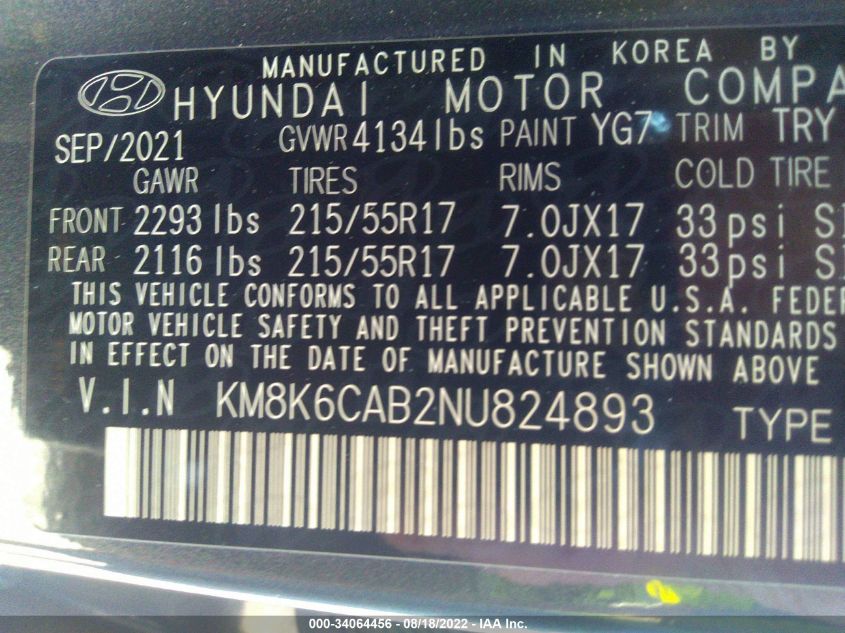 MANUFACTURED IN KOREA BY
HYUNDAI MOTOR COMPA
SEP/2021 GVWR 4134lbs PAINT YG7 TRIM TRY
GAWR TIRES RIMS COLD TIRE
FRONT 2293 lbs 215/55R17 7.0JX17 33psi
REAR 2116 lbs 215/55R17 7.0JX17 33psi
THIS VEHICLE CONFORMS TO ALL APPLICABLE U.S.A. FEDER
MOTOR VEHICLE SAFETY AND THEFT PREVENTION STANDARDS
IN EFFECT ON THE DATE OF MANUFACTURE SHOWN ABOVE
V.I.N KM8K6CAB2NU824893 TYPE
000-34064456 - 08/18/2022 - IAA Inc.